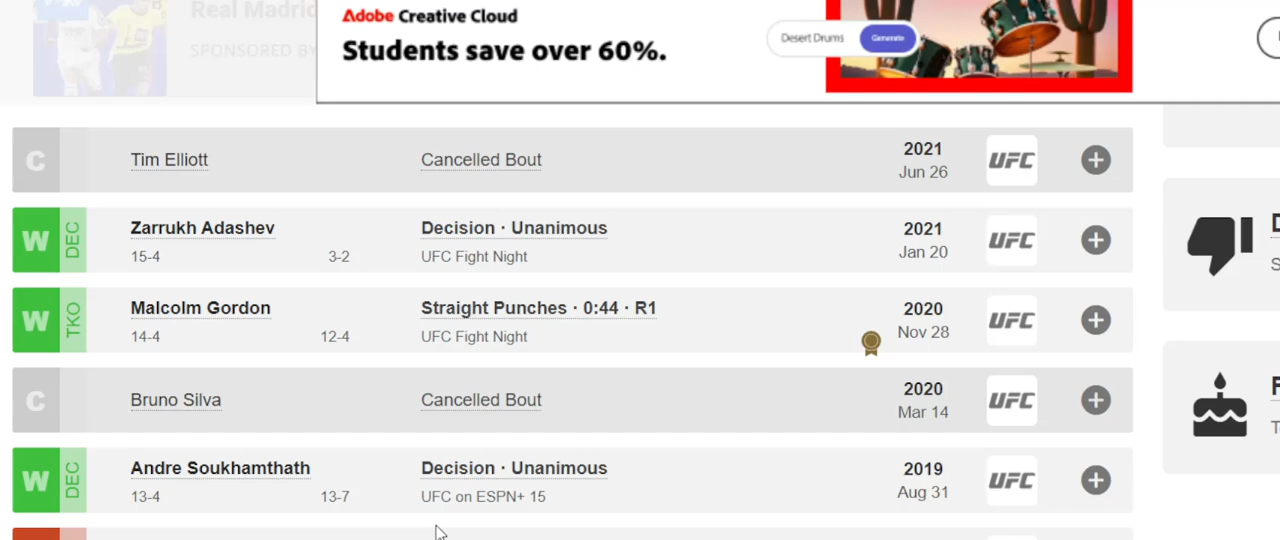 Real Madrid
SPONSORED BY
Adobe Creative Cloud
Students save over 60%.
Desert Drums
Generate
C
Tim Elliott
Cancelled Bout
2021
Jun 26
UFC
W
DEC
Zarrukh Adashev
Decision · Unanimous
2021
15-4
3-2
UFC Fight Night
Jan 20
UFC
W
TKO
Malcolm Gordon
Straight Punches · 0:44 · R1
2020
14-4
12-4
UFC Fight Night
Nov 28
UFC
C
Bruno Silva
Cancelled Bout
2020
Mar 14
UFC
W
DEC
Andre Soukhamthath
Decision · Unanimous
2019
13-4
13-7
UFC on ESPN+ 15
Aug 31
UFC